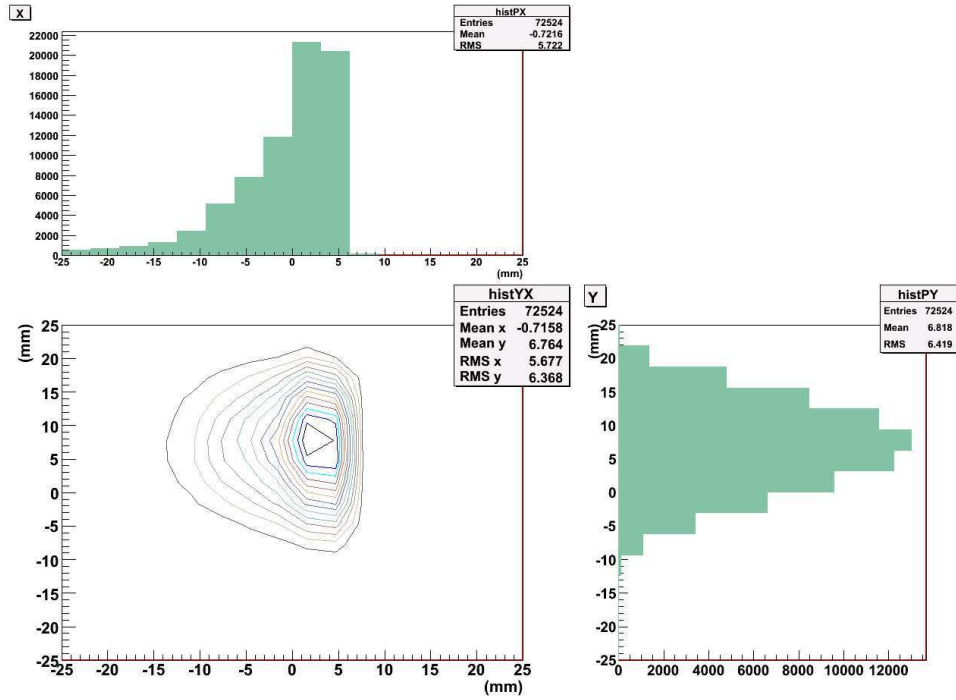 X
histPX
Entries 72524
Mean -0.7216
RMS 5.722
22000
20000
18000
16000
14000
12000
10000
8000
6000
4000
2000
0
-25 -20 -15 -10 -5 0 5 10 15 20 25
(mm)
histYX
Entries 72524
Mean x -0.7158
Mean y 6.764
RMS x 5.677
RMS y 6.368
(mm)
25
20
15
10
5
0
-5
-10
-15
-20
-25
-25 -20 -15 -10 -5 0 5 10 15 20 25
(mm)
Y
histPY
Entries 72524
Mean 6.818
RMS 6.419
(mm)
25
20
15
10
5
0
-5
-10
-15
-20
-25
0 2000 4000 6000 8000 10000 12000